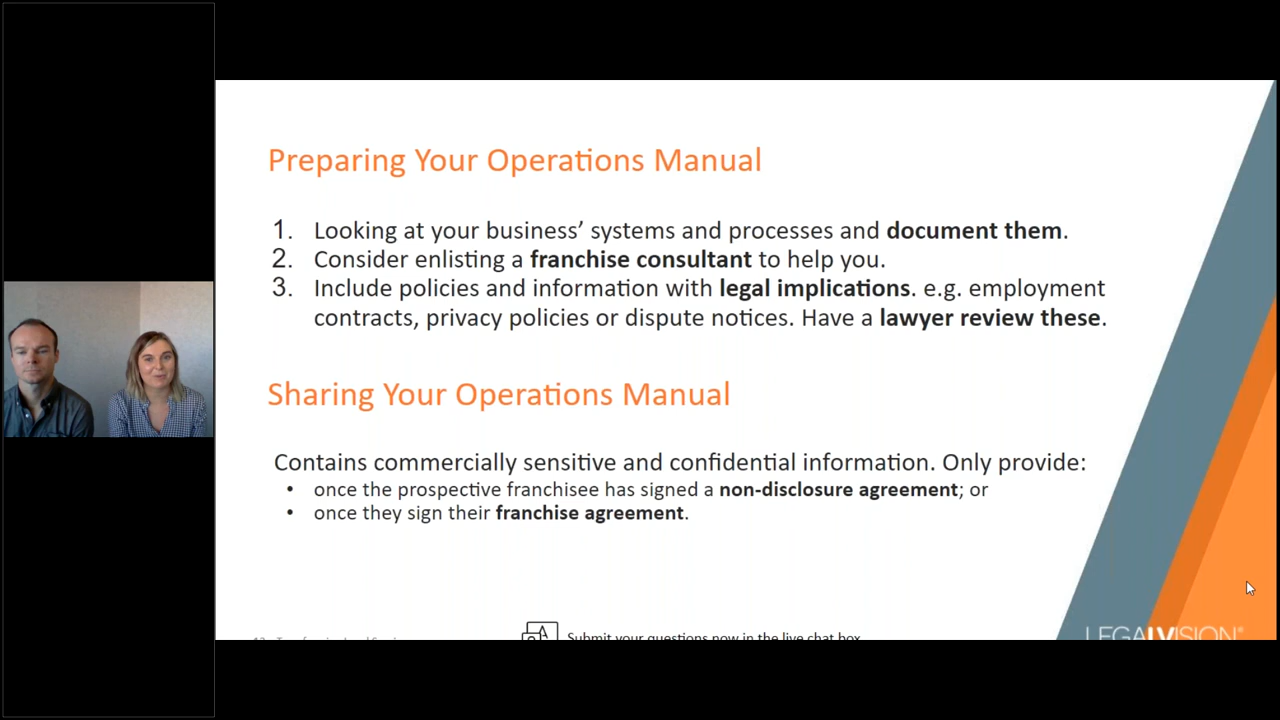 Preparing Your Operations Manual
1. Looking at your business’ systems and processes and document them.
2. Consider enlisting a franchise consultant to help you.
3. Include policies and information with legal implications. e.g. employment
contracts, privacy policies or dispute notices. Have a lawyer review these.
Sharing Your Operations Manual
Contains commercially sensitive and confidential information. Only provide:
• once the prospective franchisee has signed a non-disclosure agreement; or
• once they sign their franchise agreement.
Submit your questions now in the live chat box
LEGALVISION®